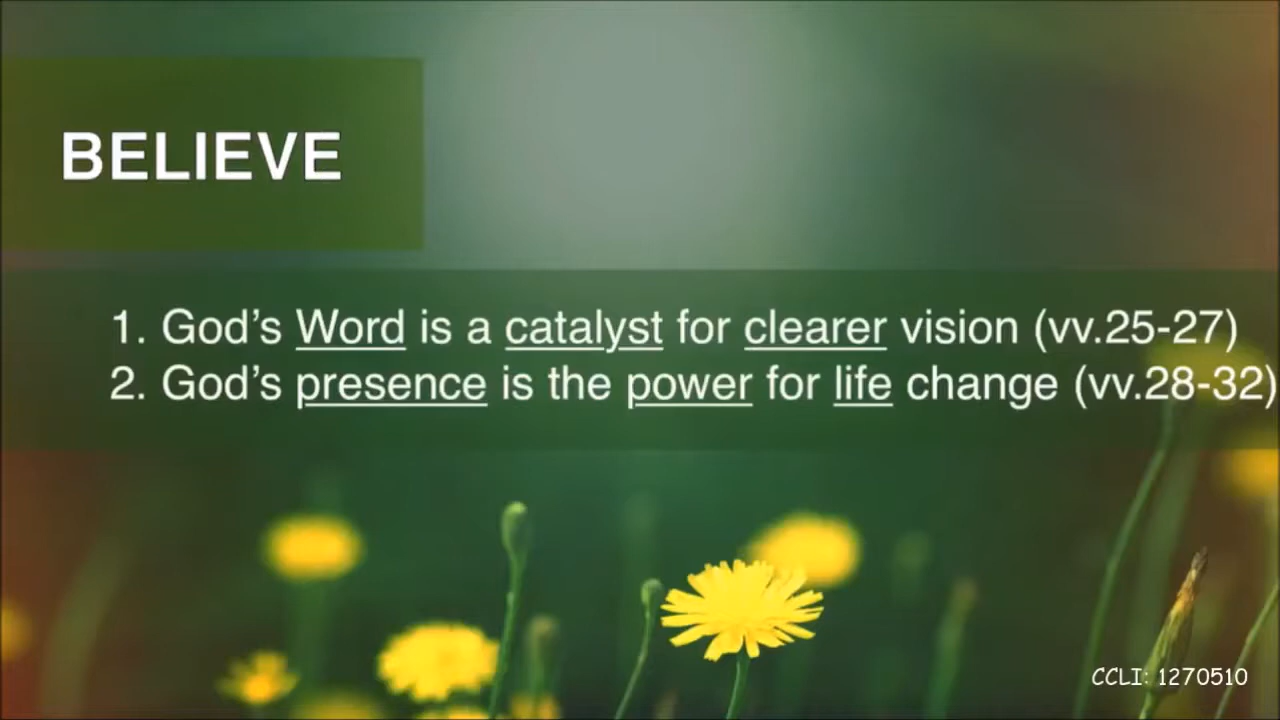 BELIEVE
1. God’s Word is a catalyst for clearer vision (vv.25-27)
2. God’s presence is the power for life change (vv.28-32)
CCLI: 1270510